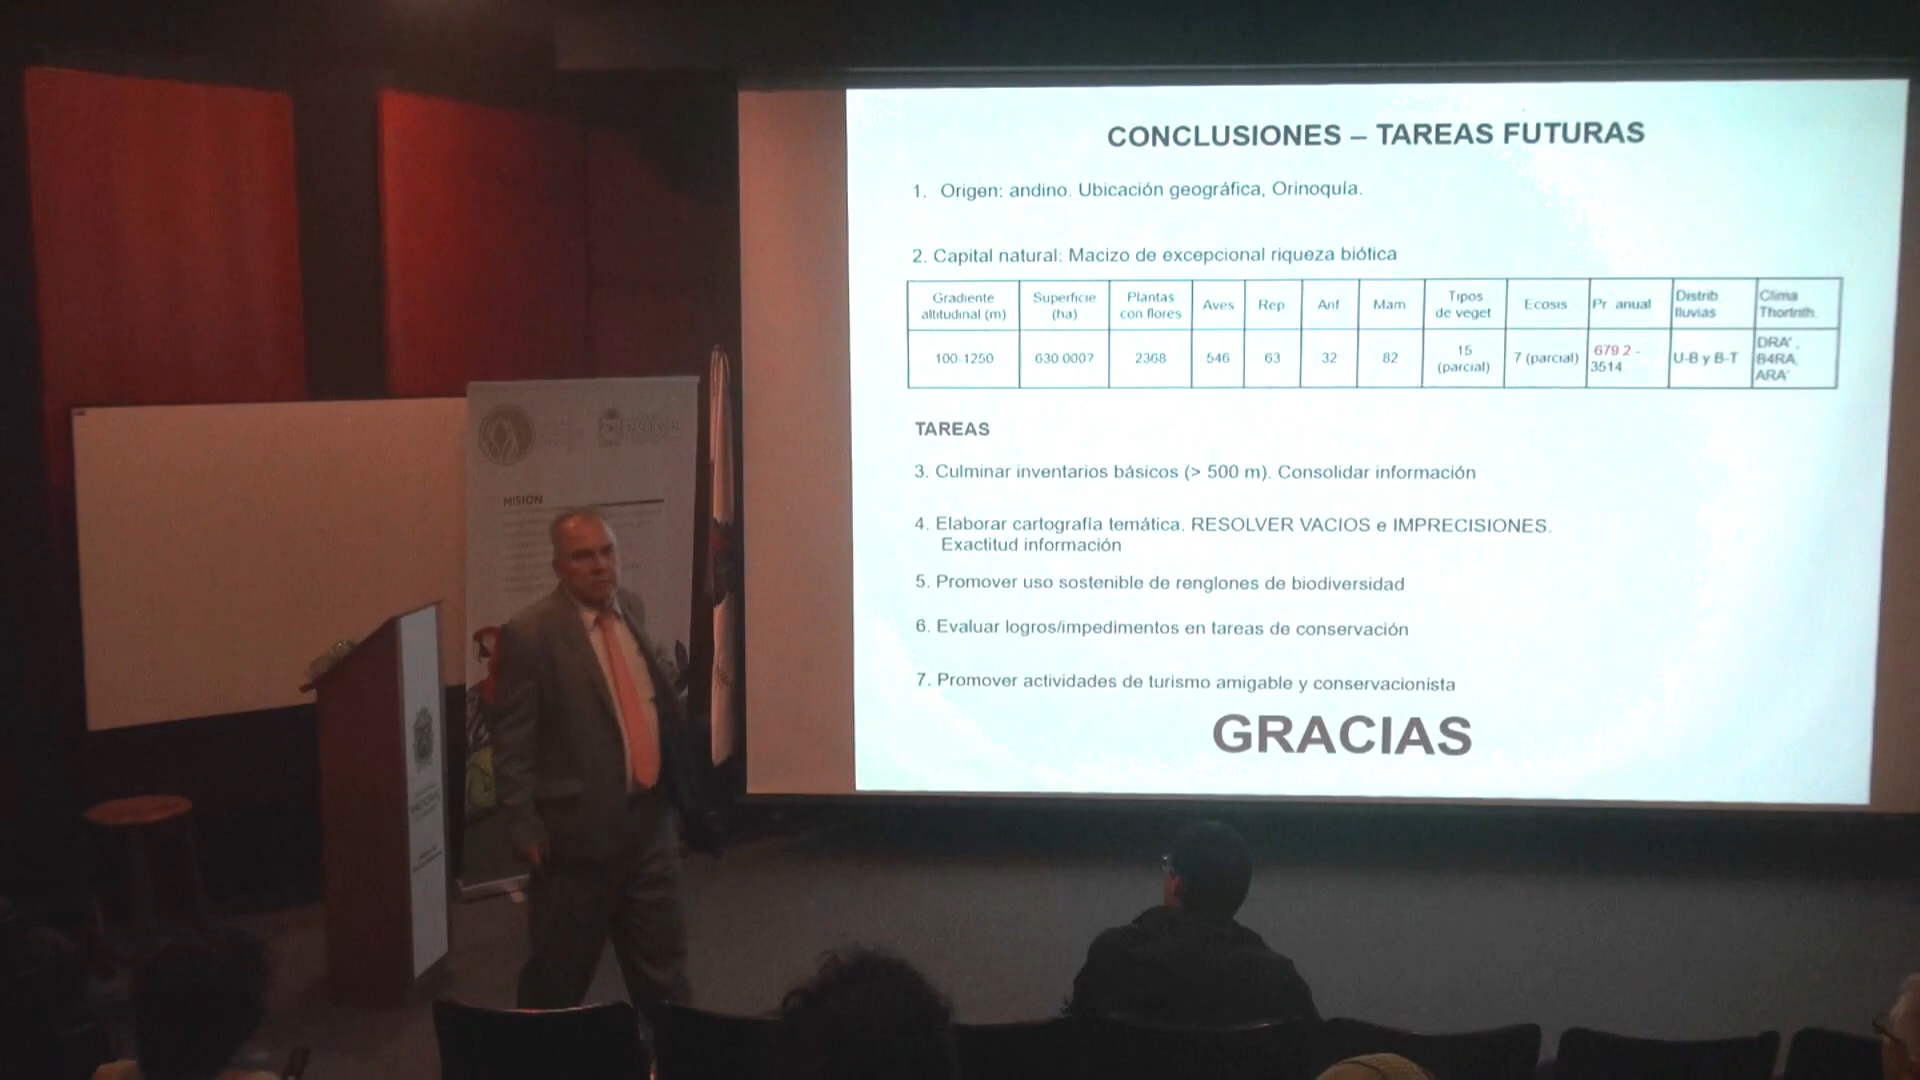 CONCLUSIONES – TAREAS FUTURAS
1. Origen: andino. Ubicación geográfica, Orinoquía.
2. Capital natural: Macizo de excepcional riqueza biótica
Gradiente altitudinal (m) Superficie (ha) Plantas con flores Aves Rep Anf Mam Tipos de veget Ecosis Pr anual Distrib lluvias Clima Thorinth.
100-1250 630 000? 2368 546 63 32 82 15 (parcial) 7 (parcial) 679 2 - 3514 U-B y B-T DRA', B4RA, ARA'
TAREAS
3. Culminar inventarios básicos (> 500 m). Consolidar información
4. Elaborar cartografía temática. RESOLVER VACIOS e IMPRECISIONES.
Exactitud información
5. Promover uso sostenible de renglones de biodiversidad
6. Evaluar logros/impedimentos en tareas de conservación
7. Promover actividades de turismo amigable y conservacionista
GRACIAS
MISIÓN